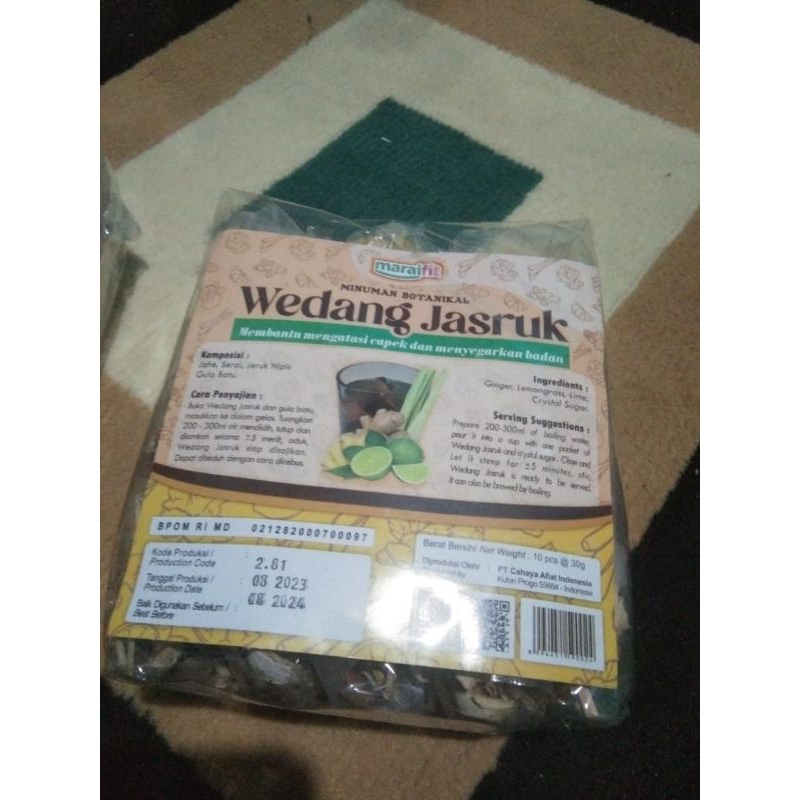 maraifit
MINUMAN BOTANIKAL
Wedang Jasruk
Membantu mengatasi capek dan menyegarkan badan
Komposisi :
Jahe, Serai, Jeruk Nipis
Gula Batu
Cara Penyajian :
Buka Wedang Jasruk dan gula batu,
masukkan ke dalam gelas. Tuangkan
200 - 300 ml air mendidih, tutup dan
diamkan selama ±5 menit, aduk,
Wedang Jasruk siap disajikan.
Dapat diseduh dengan cara direbus.
Ingredients :
Ginger, Lemongrass, Lime,
Crystal Sugar.
Serving Suggestions :
Prepare 200-300ml of boiling water,
pour it into a cup with one packet of
Wedang Jasruk and crystal sugar. Close and
Let it steep for ±5 minutes, stir,
Wedang Jasruk is ready to be served.
It can also be brewed by boiling.
BPOM RI MD 021282000700097
Kode Produksi /
Production Code : 2.81
Tanggal Produksi /
Production Date : 08 2023
Baik Digunakan Sebelum /
Best Before : 08 2024
Berat Bersih/ Net Weight : 10 pcs @ 30g
Diproduksi Oleh/ : PT Cahaya Afiat Indonesia
by Kulon Progo 55664 - Indonesia